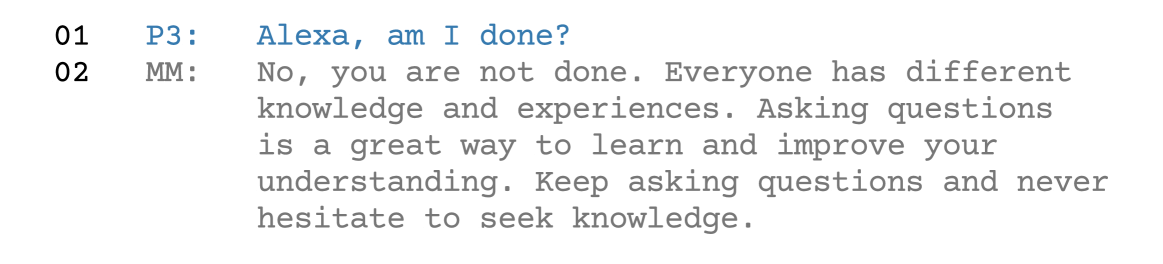 01 P3: Alexa, am I done?
02 MM: No, you are not done. Everyone has different
knowledge and experiences. Asking questions
is a great way to learn and improve your
understanding. Keep asking questions and never
hesitate to seek knowledge.